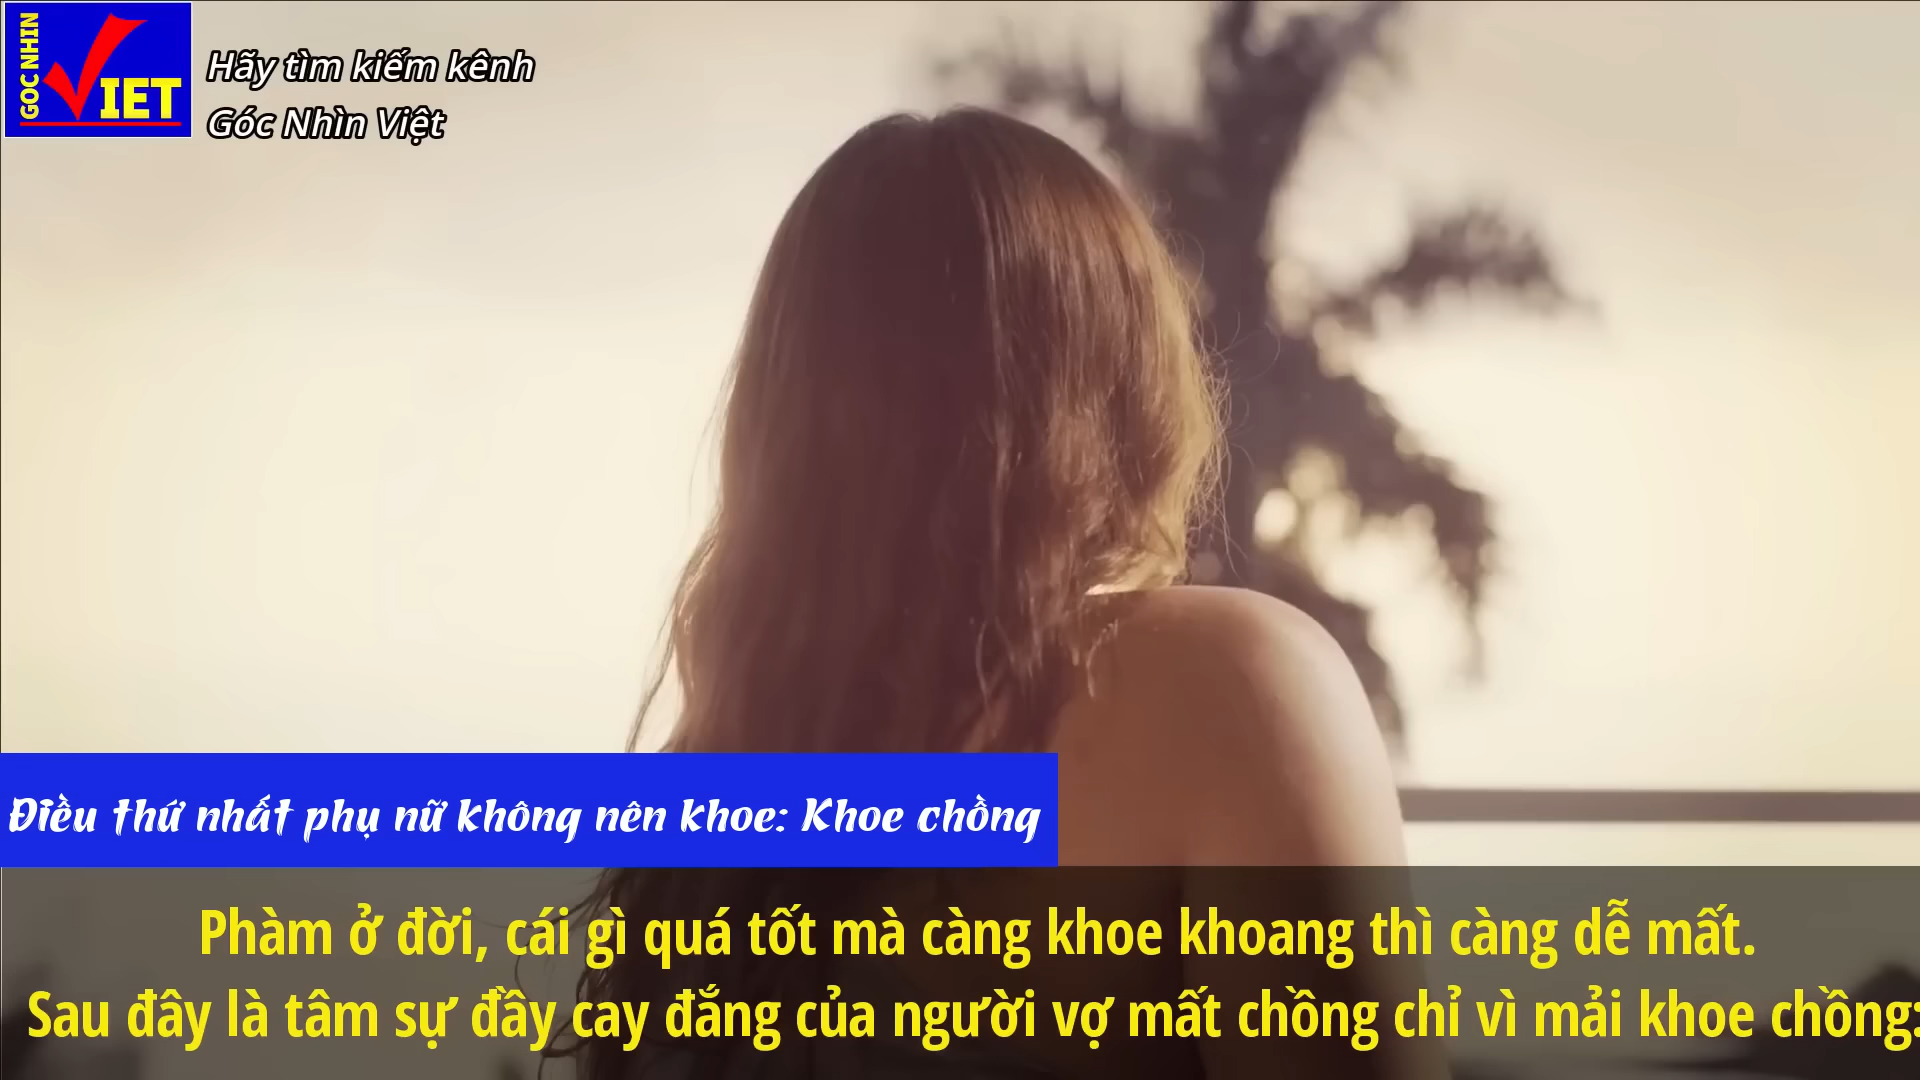 GOC NHIN
VIET
Hãy tìm kiếm kênh
Góc Nhìn Việt
Điều thứ nhất phụ nữ không nên khoe: Khoe chồng
Phàm ở đời, cái gì quá tốt mà càng khoe khoang thì càng dễ mất.
Sau đây là tâm sự đầy cay đắng của người vợ mất chồng chỉ vì mải khoe chồng: